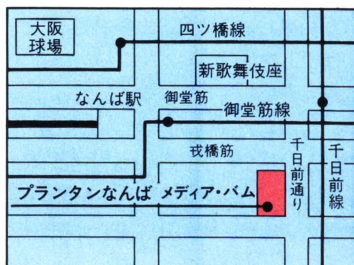 大阪
球場
四ツ橋線
新歌舞伎座
なんば駅
御堂筋
御堂筋線
戎橋筋
千日前通り
千日前線
プランタンなんば メディア・バム